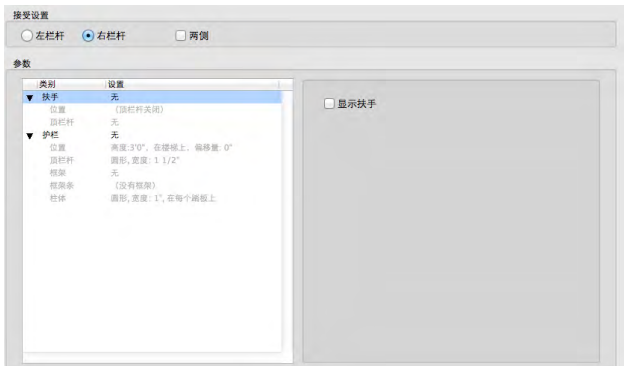 接受设置
左栏杆 右栏杆 两侧
参数
类别 设置
扶手 无
位置 （顶栏杆关闭）
顶栏杆 无
护栏 无
位置 高度:3'0", 在楼梯上, 偏移量: 0"
顶栏杆 圆形, 宽度: 1 1/2"
框架 无
框架条 （没有框架）
栏体 圆形, 宽度: 1", 在每个踏板上
显示扶手